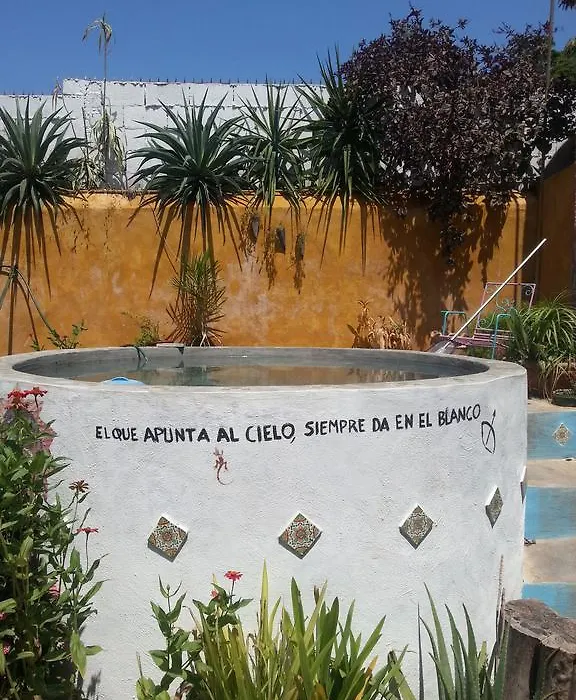 EL QUE APUNTA AL CIELO, SIEMPRE DA EN EL BLANCO